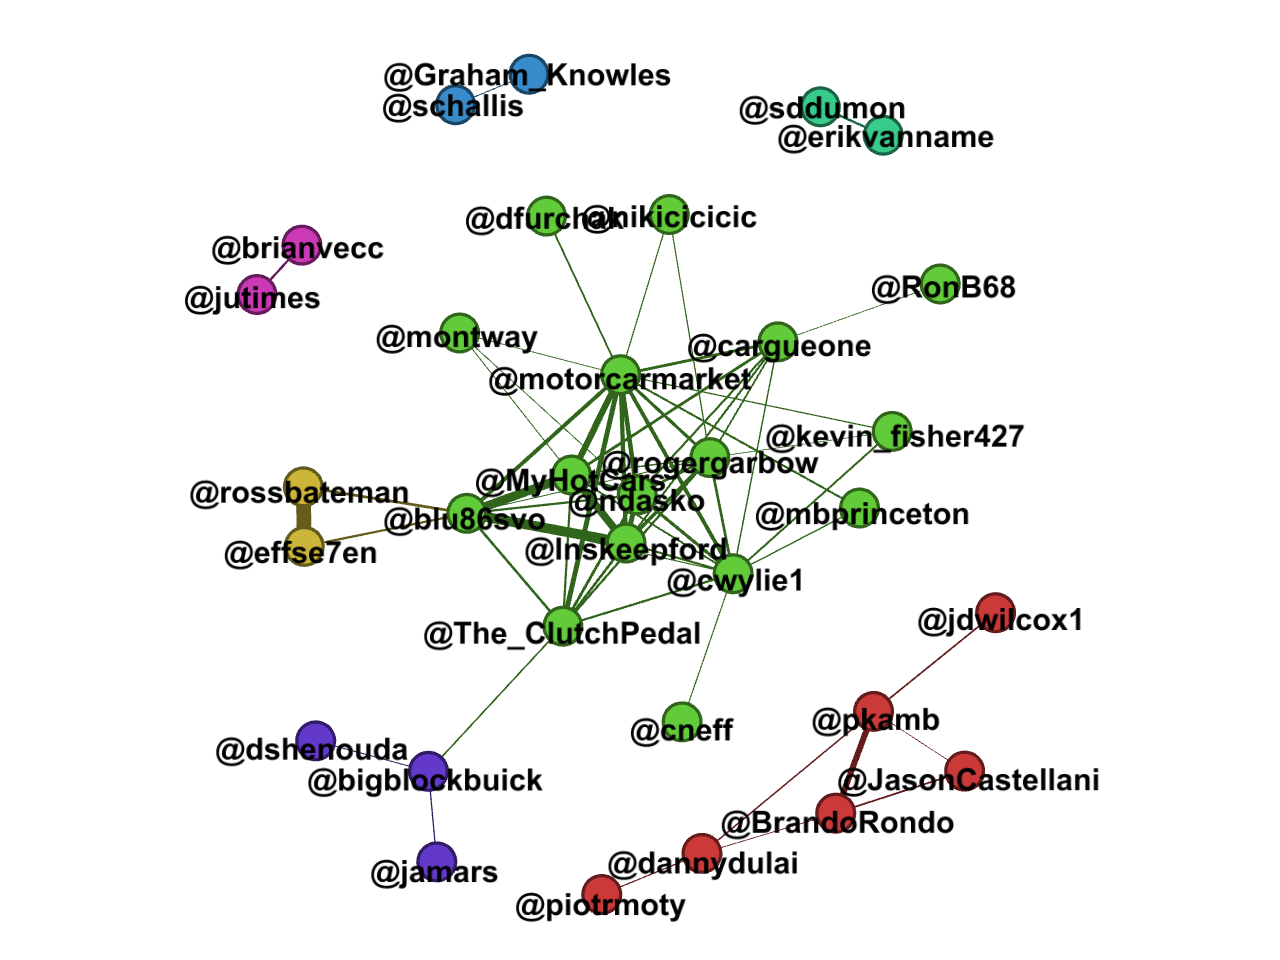 @Graham_Knowles
@schallis
@sddumon
@erikvanname
@dfurchak
@nikicicicic
@brianvecc
@jutimes
@RonB68
@montway
@cargueone
@motorcarmarket
@kevin_fisher427
@rogergarbow
@MyHotCars
@ndasko
@rossbateman
@blu86svo
@mbprinceton
@effse7en
@Inskeepford
@cwylie1
@The_ClutchPedal
@jdwilcox1
@cneff
@pkamb
@dshenouda
@bigblockbuick
@JasonCastellani
@BrandoRondo
@dannydulai
@jamars
@piotrmoty